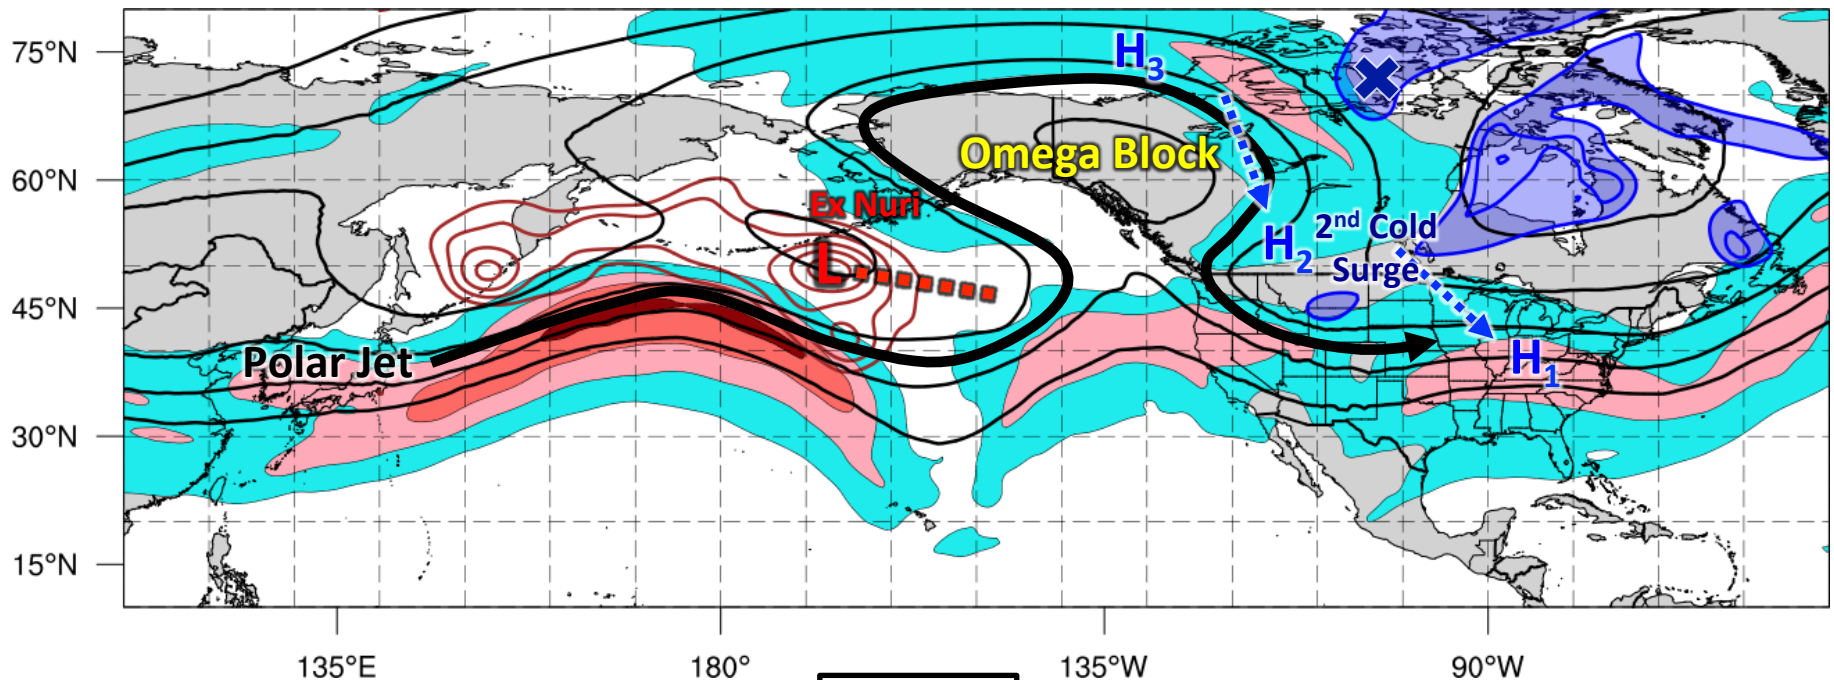 75°N
60°N
45°N
30°N
15°N
135°E
180°
135°W
90°W
H3
Omega Block
Ex Nuri
L
H2
2nd Cold
Surge
H1
Polar Jet